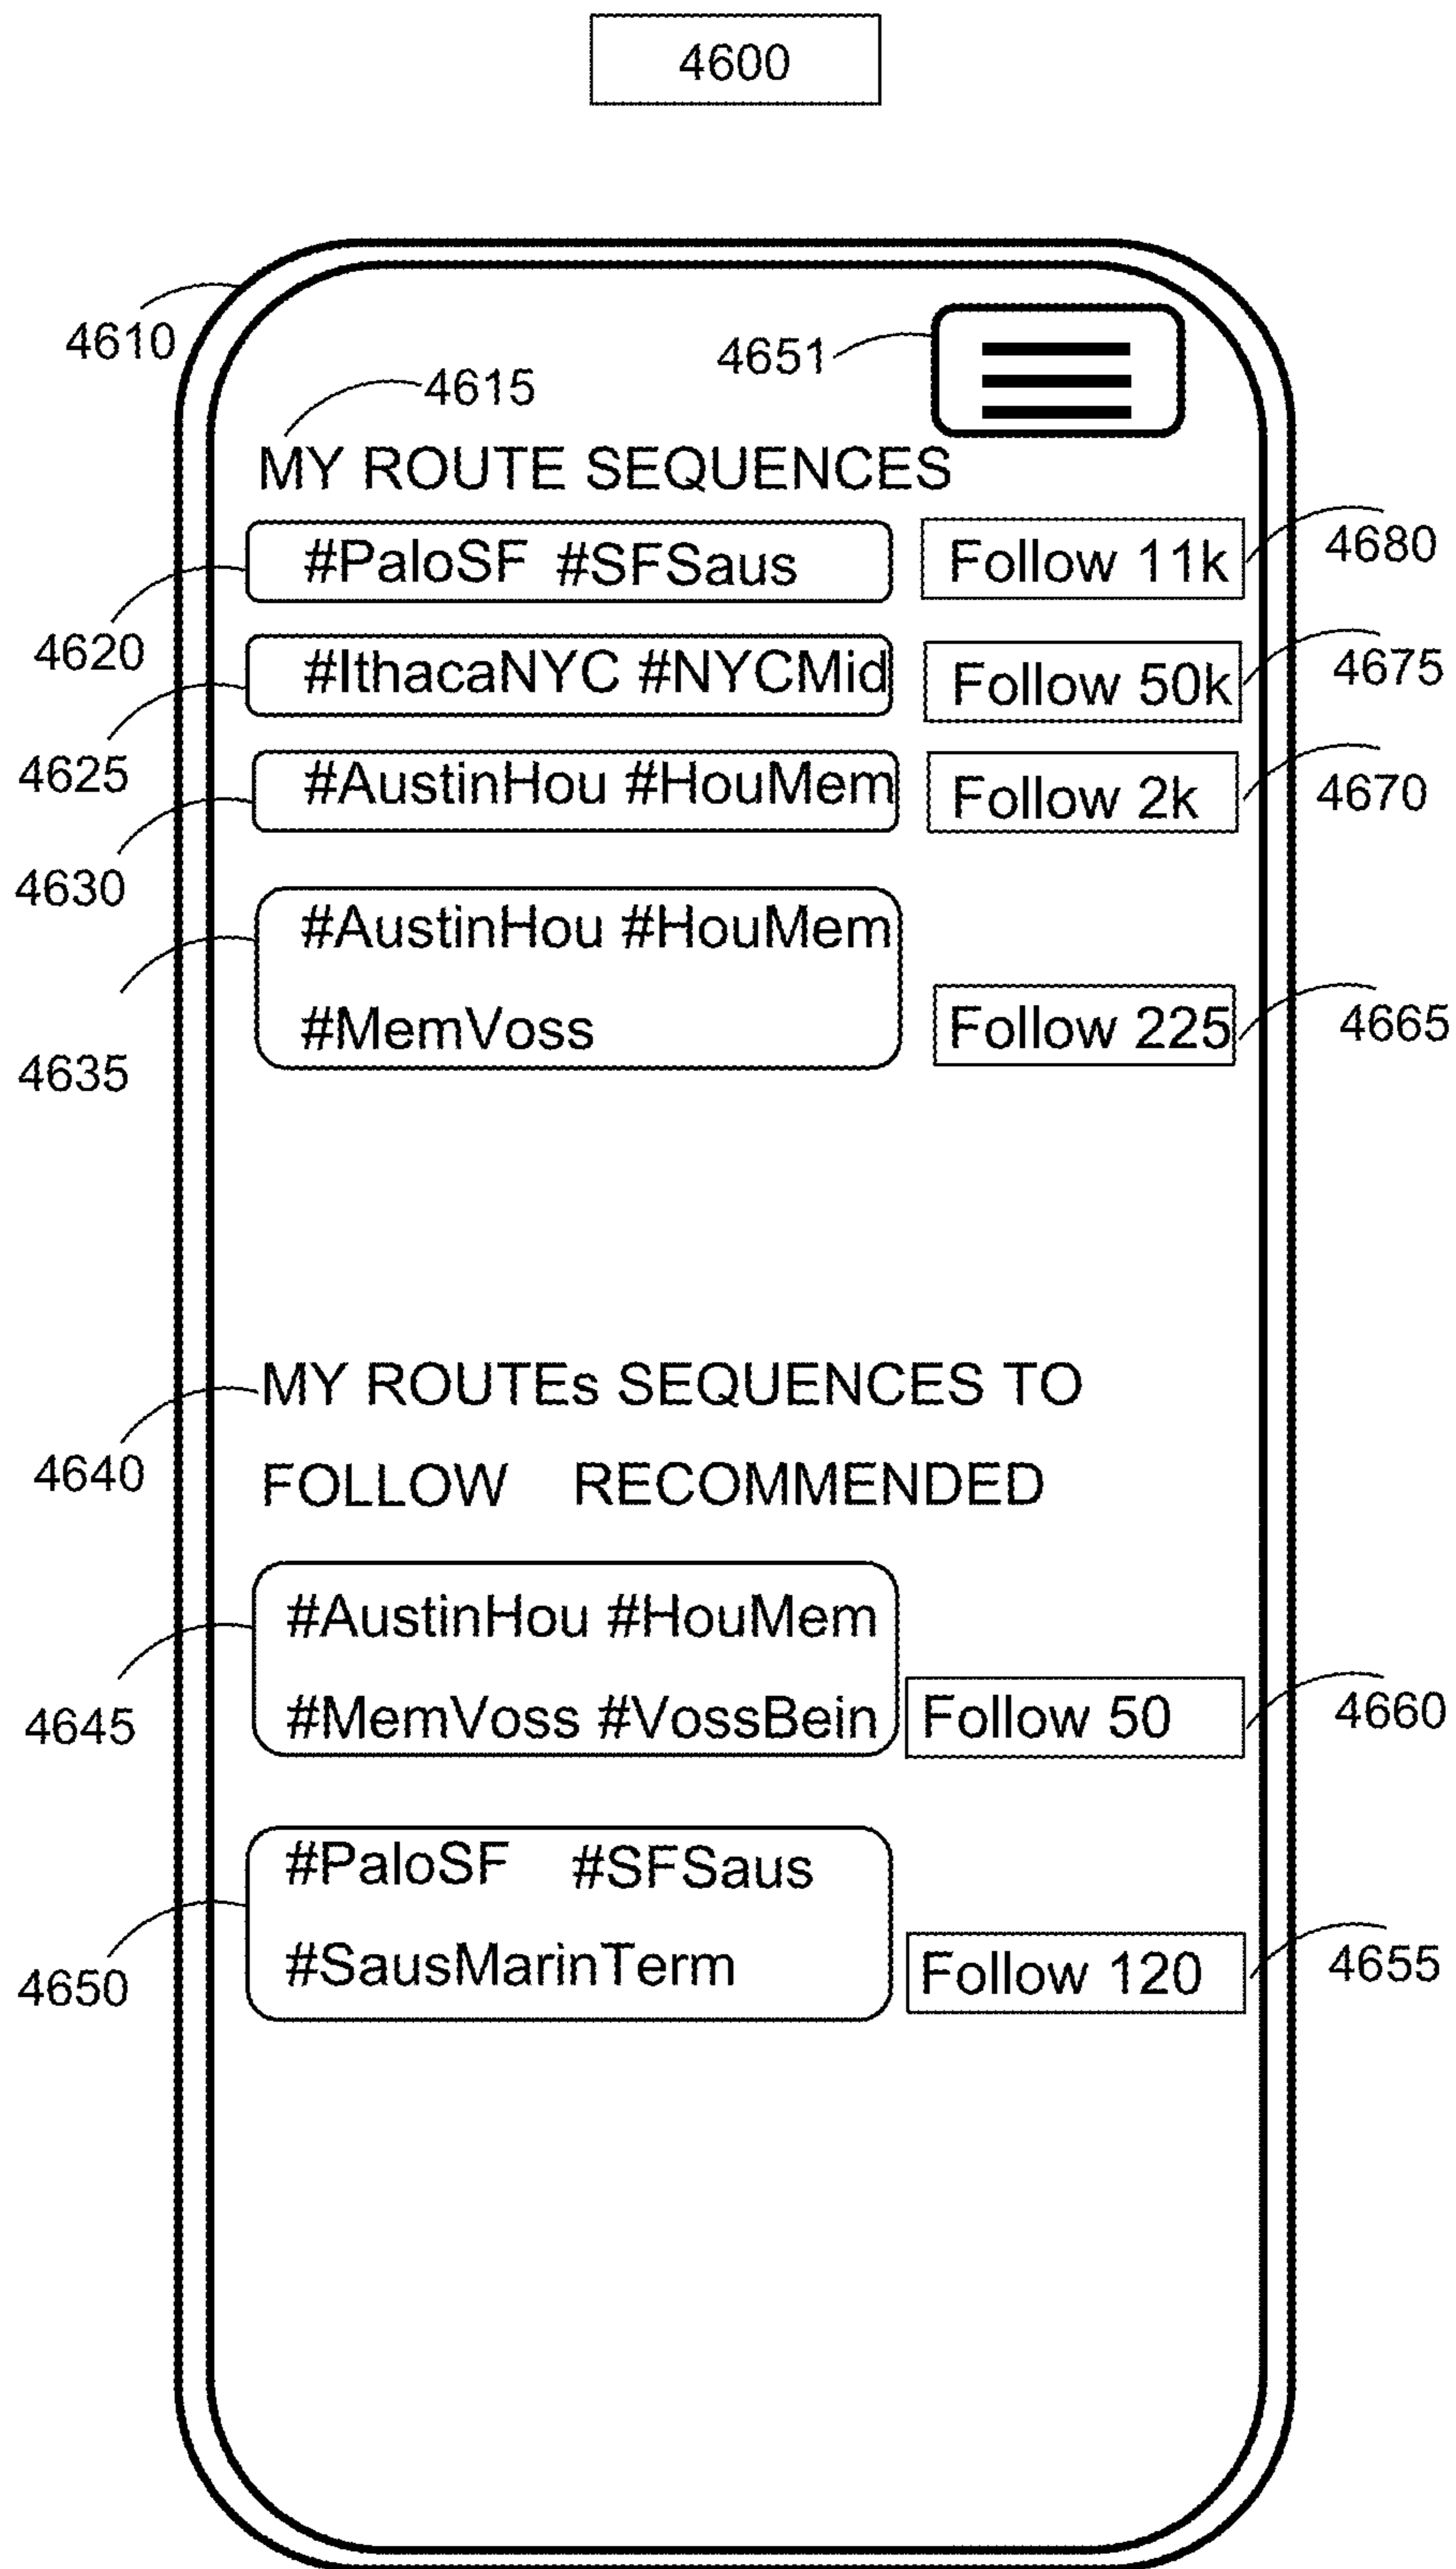 4600
4610
4651
4615
MY ROUTE SEQUENCES
#PaloSF #SFSaus Follow 11k 4680
4620
#IthacaNYC #NYCMid Follow 50k 4675
4625
#AustinHou #HouMem Follow 2k 4670
4630
#AustinHou #HouMem
#MemVoss Follow 225 4665
4635
MY ROUTEs SEQUENCES TO
4640
FOLLOW RECOMMENDED
#AustinHou #HouMem
4645
#MemVoss #VossBein Follow 50 4660
#PaloSF #SFSaus
#SausMarinTerm Follow 120 4655
4650